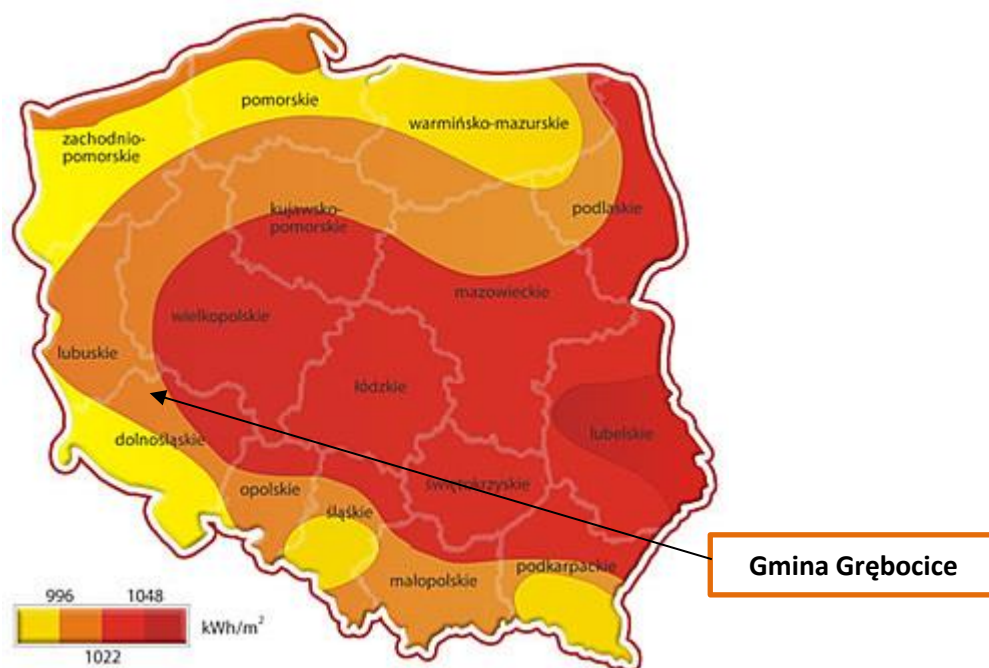 pomorskie
warmińsko-mazurskie
zachodnio-
pomorskie
podlaskie
kujawsko-
pomorskie
mazowieckie
wielkopolskie
lubuskie
łódzkie
dolnośląskie
lubelskie
opolskie
świętokrzyskie
śląskie
podkarpackie
małopolskie
Gmina Grębocice
996 1048
kWh/m²
1022